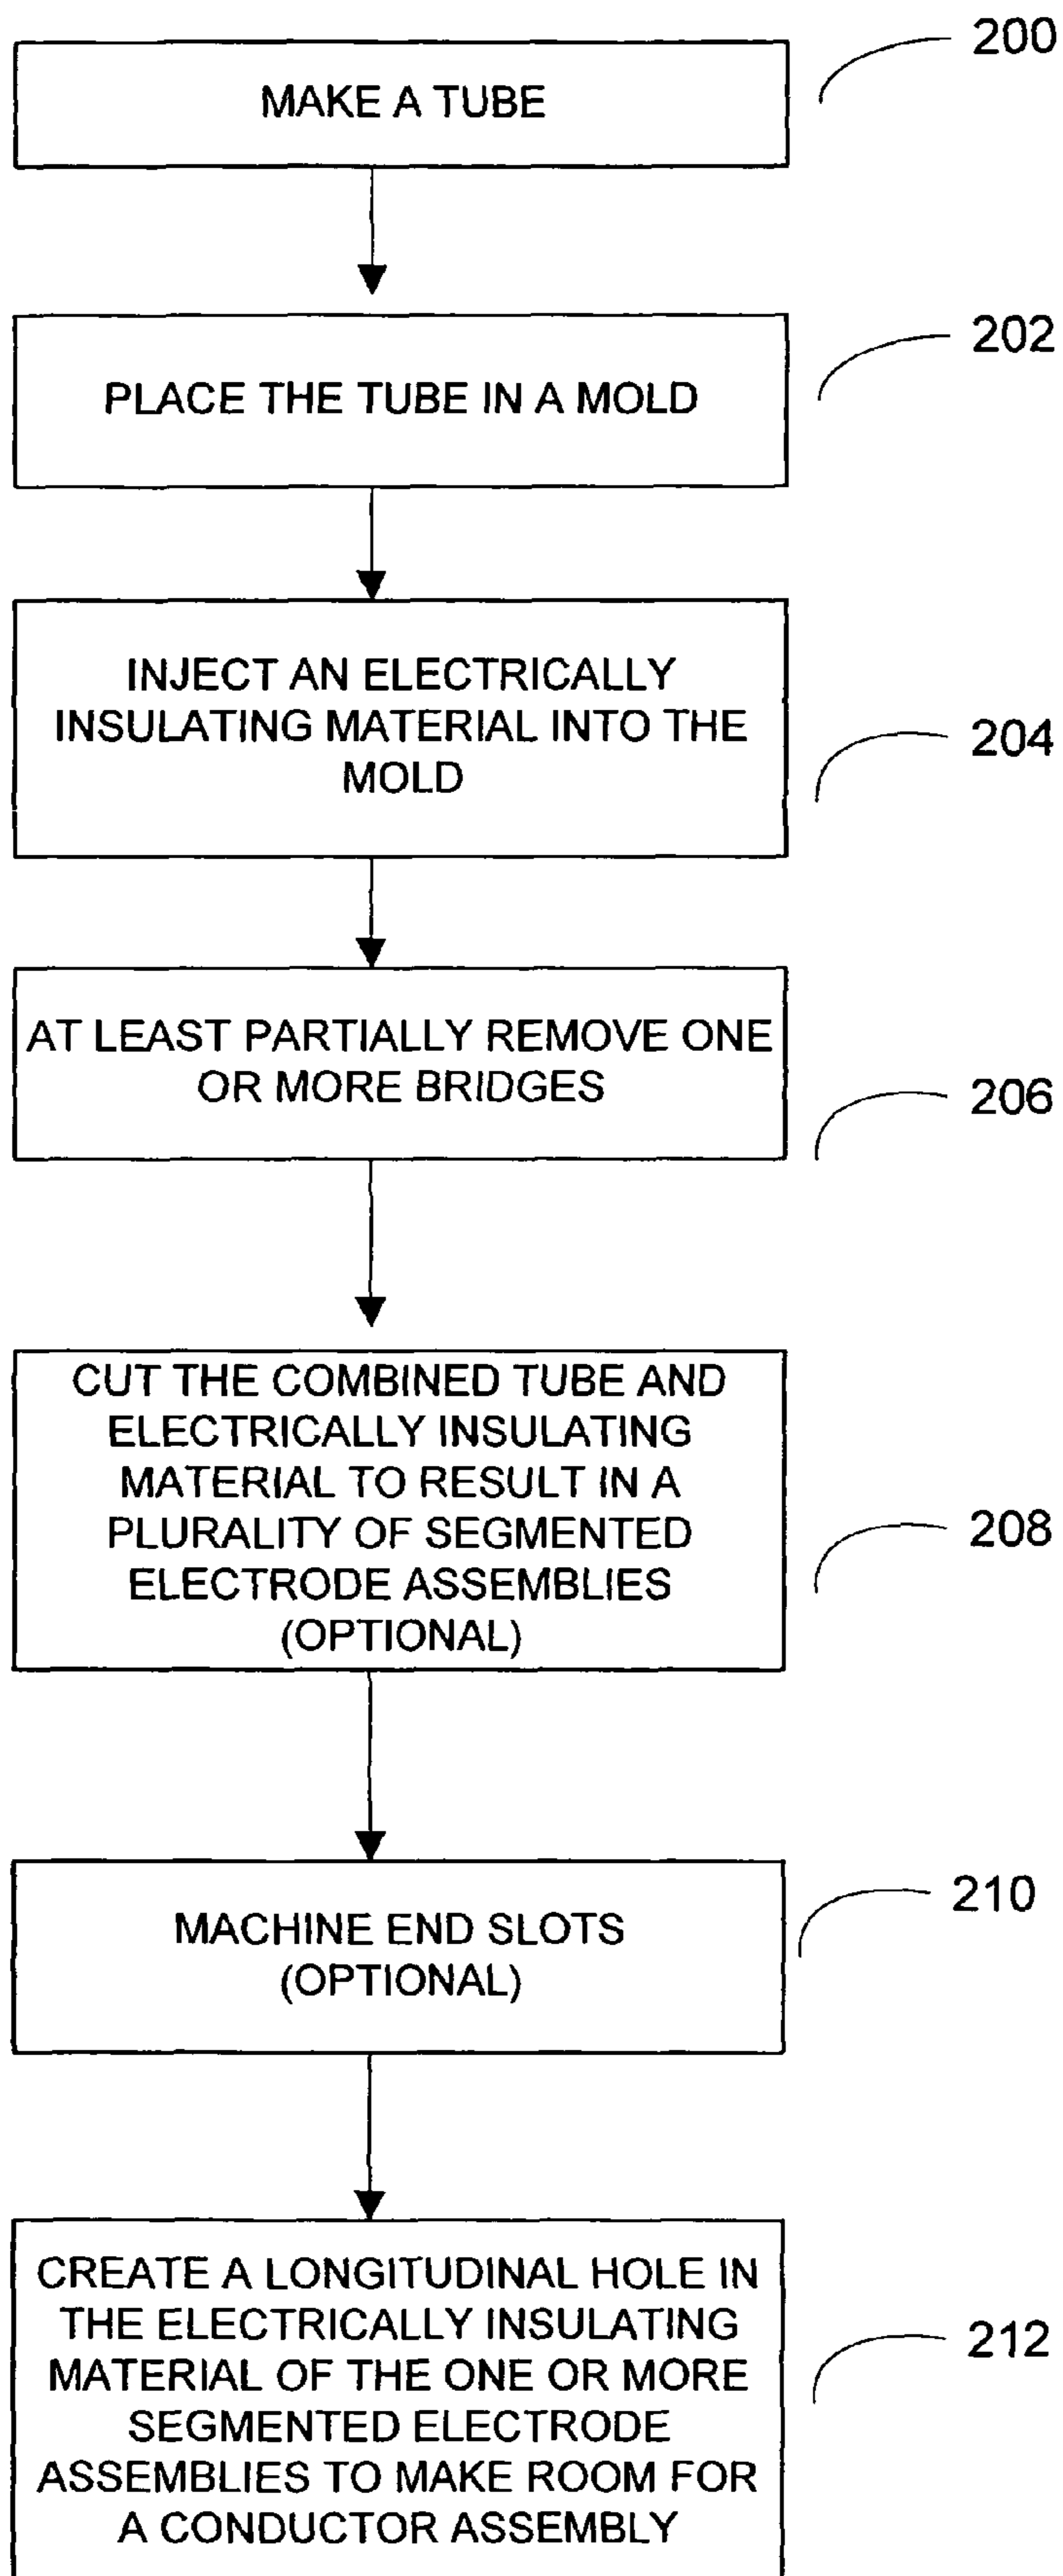 200
MAKE A TUBE
202
PLACE THE TUBE IN A MOLD
INJECT AN ELECTRICALLY
INSULATING MATERIAL INTO THE
MOLD
204
AT LEAST PARTIALLY REMOVE ONE
OR MORE BRIDGES
206
CUT THE COMBINED TUBE AND
ELECTRICALLY INSULATING
MATERIAL TO RESULT IN A
PLURALITY OF SEGMENTED
ELECTRODE ASSEMBLIES
(OPTIONAL)
208
MACHINE END SLOTS
(OPTIONAL)
210
CREATE A LONGITUDINAL HOLE IN
THE ELECTRICALLY INSULATING
MATERIAL OF THE ONE OR MORE
SEGMENTED ELECTRODE
ASSEMBLIES TO MAKE ROOM FOR
A CONDUCTOR ASSEMBLY
212